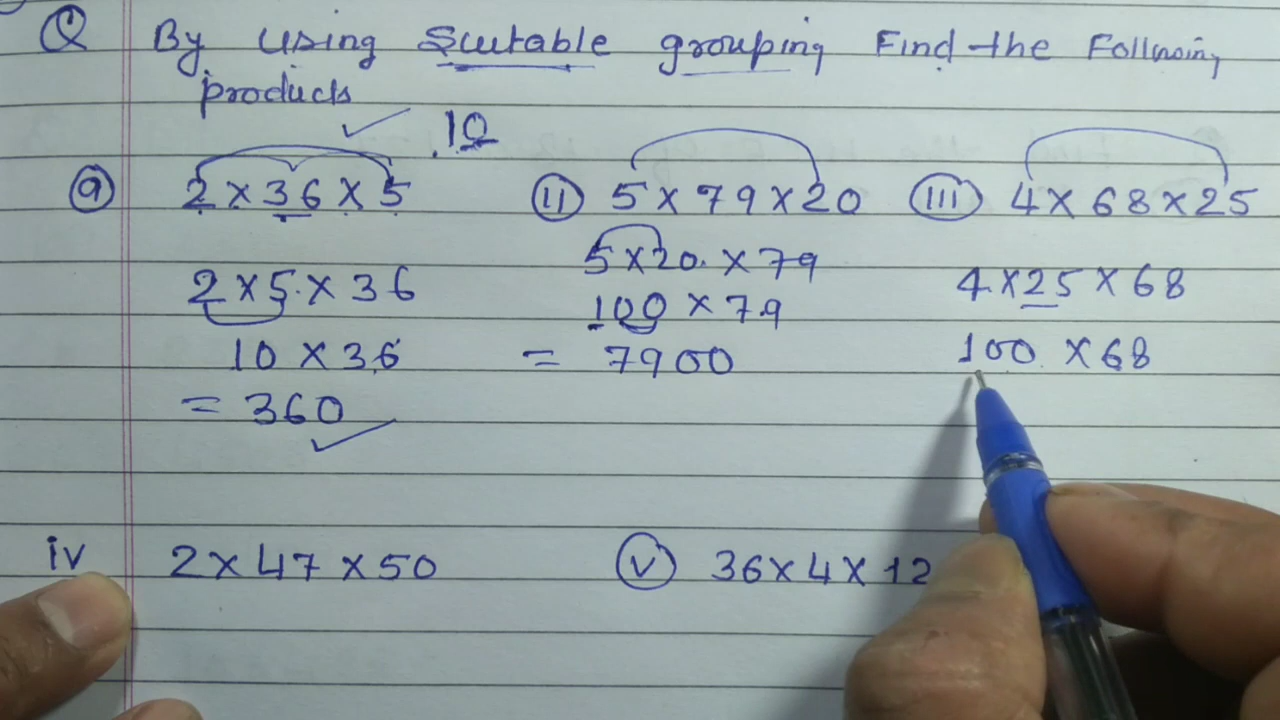 Q By using Suitable grouping Find the Following
products
10
a 2 x 36 x 5
2 x 5 x 36
10 x 36
= 360
II 5 x 79 x 20
5 x 20 x 79
100 x 79
= 7900
III 4 x 68 x 25
4 x 25 x 68
100 x 68
iv 2 x 47 x 50
V 36 x 4 x 12